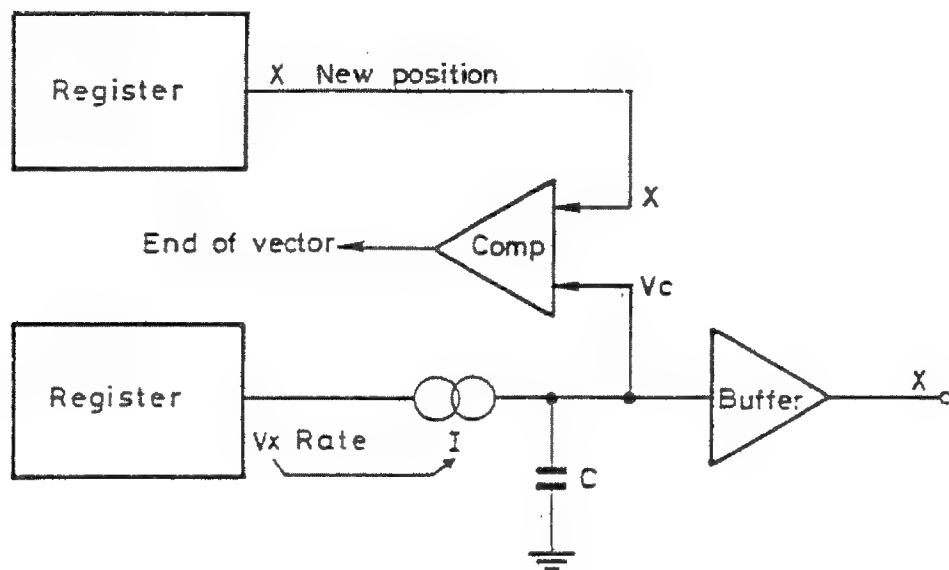 Register
X New position
X
End of vector
Comp
Vc
Register
Vx Rate
I
C
Buffer
X